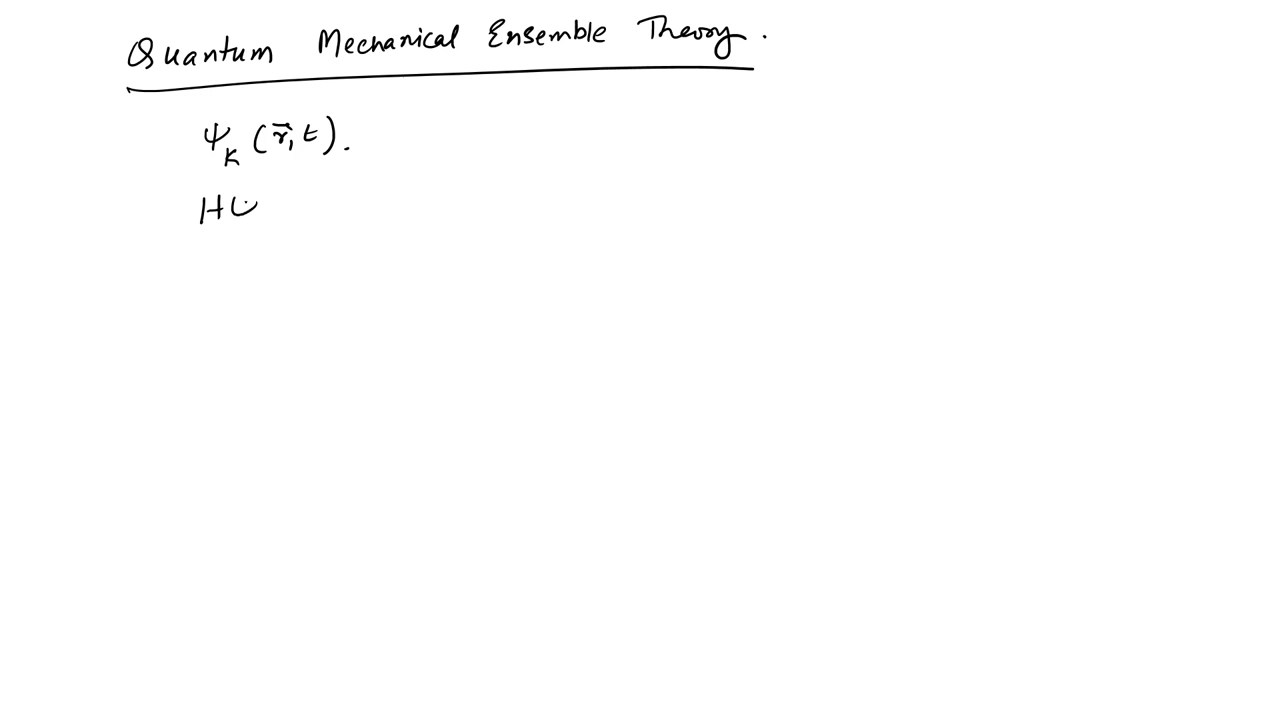 Quantum Mechanical Ensemble Theory.
Ψ_K (r̄, t).
H